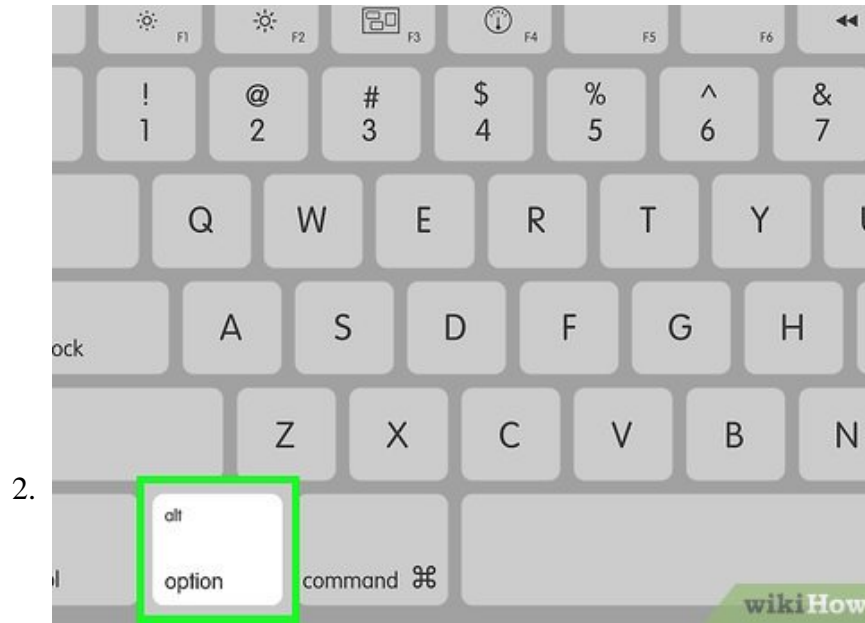 F1 F2 F3 F4 F5 F6
! @ # $ % ^ &
1 2 3 4 5 6 7
Q W E R T Y
ock A S D F G H
Z X C V B N
2.
alt
option command ⌘
wikiHow